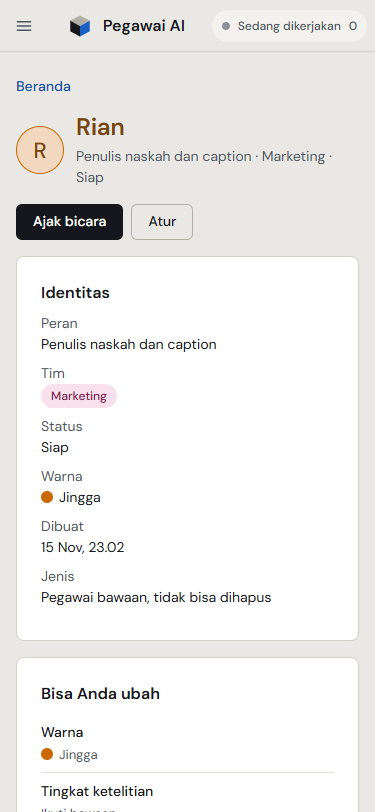 Pegawai AI
Sedang dikerjakan 0
Beranda
R
Rian
Penulis naskah dan caption · Marketing ·
Siap
Ajak bicara
Atur
Identitas
Peran
Penulis naskah dan caption
Tim
Marketing
Status
Siap
Warna
Jingga
Dibuat
15 Nov, 23.02
Jenis
Pegawai bawaan, tidak bisa dihapus
Bisa Anda ubah
Warna
Jingga
Tingkat ketelitian